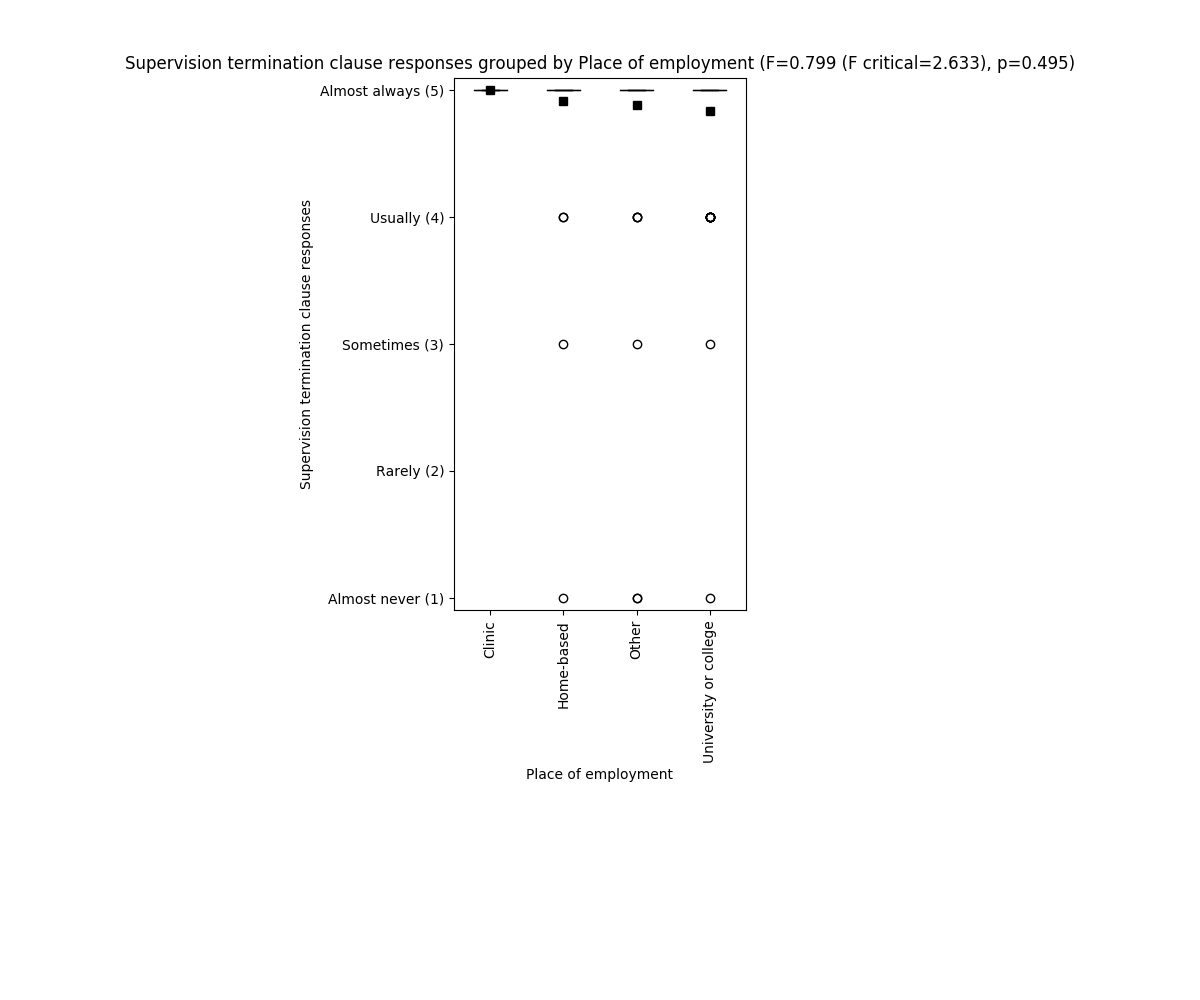 Supervision termination clause responses grouped by Place of employment (F=0.799 (F critical=2.633), p=0.495)
Supervision termination clause responses
Almost always (5)
Usually (4)
Sometimes (3)
Rarely (2)
Almost never (1)
Clinic
Home-based
Other
University or college
Place of employment